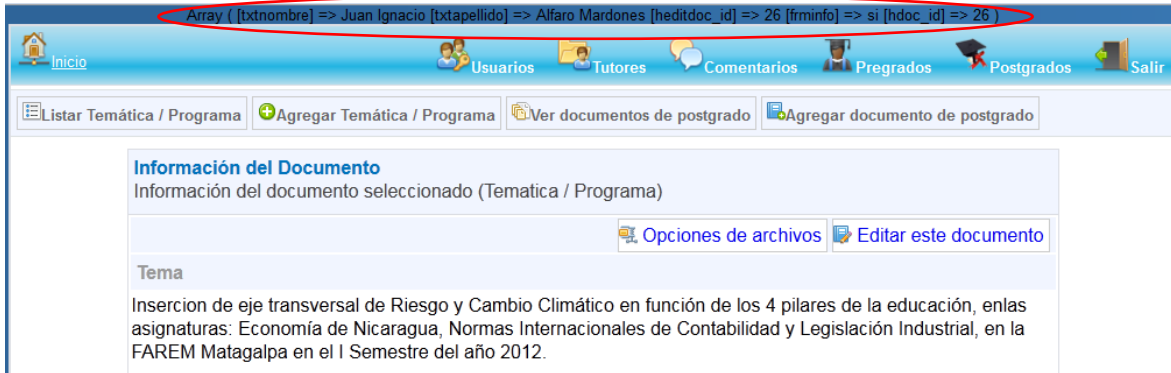 Array ( [txtnombre] => Juan Ignacio [txtapellido] => Alfaro Mardones [heditdoc_id] => 26 [frminfo] => si [hdoc_id] => 26 )
Inicio Usuarios Tutores Comentarios Pregrados Postgrados Salir
Listar Temática / Programa Agregar Temática / Programa Ver documentos de postgrado Agregar documento de postgrado
Información del Documento
Información del documento seleccionado (Tematica / Programa)
Opciones de archivos Editar este documento
Tema
Insercion de eje transversal de Riesgo y Cambio Climático en función de los 4 pilares de la educación, enlas
asignaturas: Economía de Nicaragua, Normas Internacionales de Contabilidad y Legislación Industrial, en la
FAREM Matagalpa en el I Semestre del año 2012.